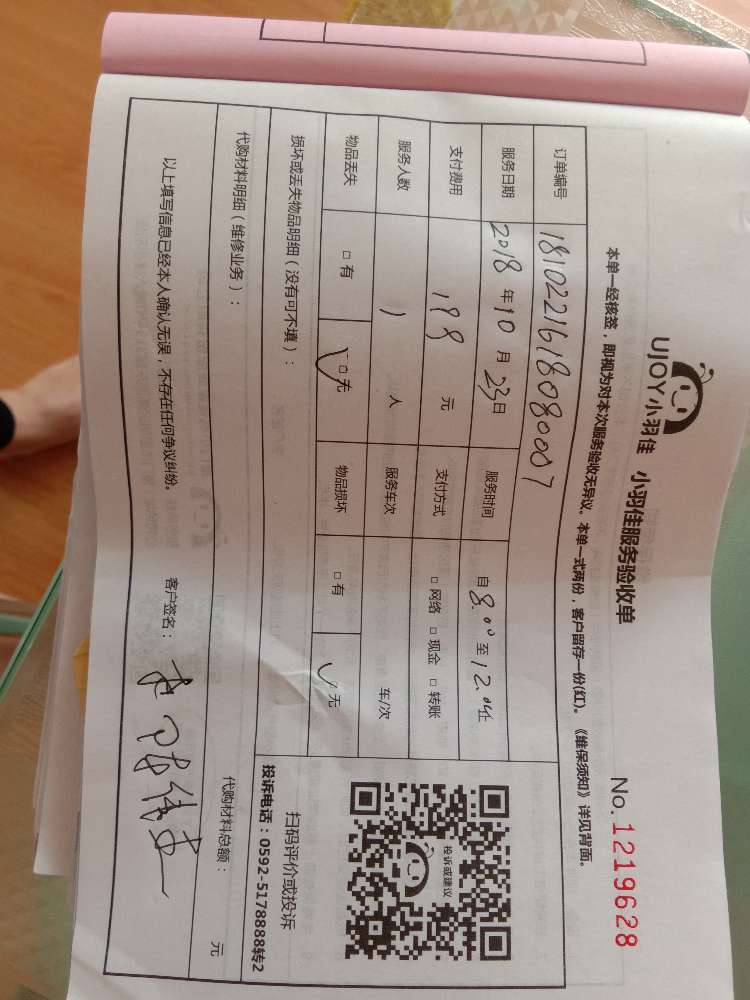 UJOY小羽佳 小羽佳服务验收单 No. 1219628
本单一经核签，即视为对本次服务验收无异议。本单一式两份，客户留存一份(红)。《维保须知》详见背面。
订单编号 1810221618080007
服务日期 2018 年 10 月 23 日 服务时间 自 8.00 至 12.00 止
支付费用 199 元 支付方式 □ 网络 □ 现金 □ 转账
服务人数 1 人 服务车次 车/次
物品丢失 □ 有 ✓□ 无 物品损坏 □ 有 ✓ 无
投诉或建议
扫码评价或投诉
投诉电话：0592-5178888转2
损坏或丢失物品明细（没有可不填）：
代购材料明细（维修业务）： 代购材料总额： 元
以上填写信息已经本人确认无误，不存在任何争议纠纷。 客户签名：